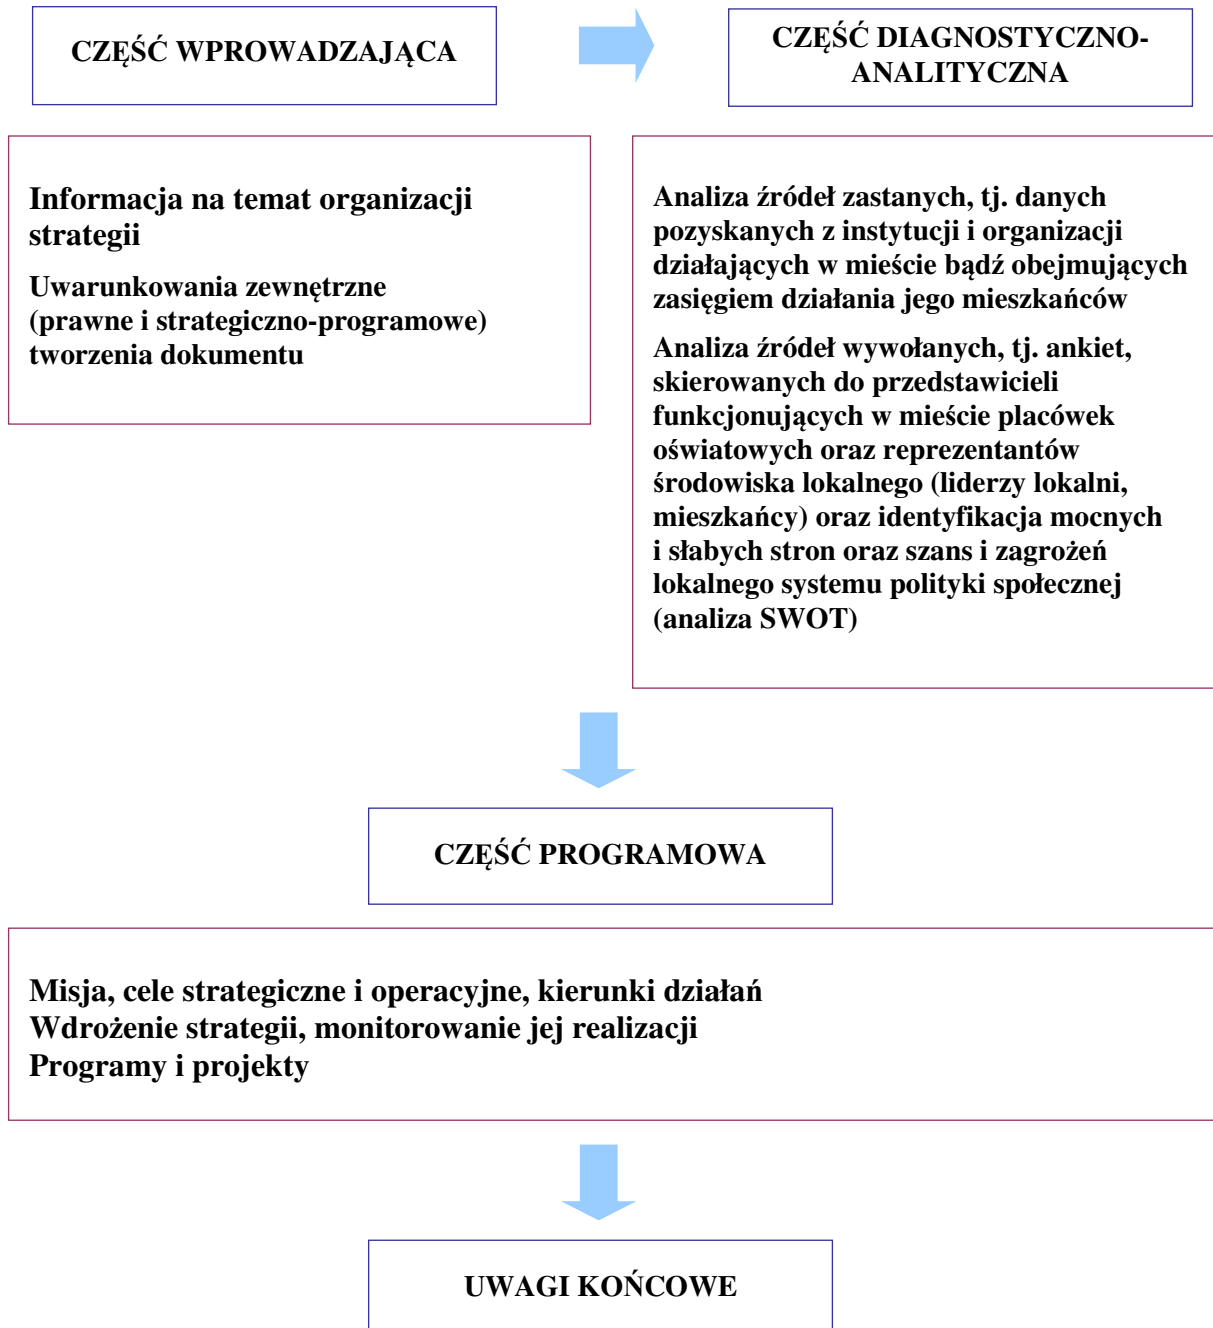 CZĘŚĆ WPROWADZAJĄCA
CZĘŚĆ DIAGNOSTYCZNO-
ANALITYCZNA
Informacja na temat organizacji
strategii
Uwarunkowania zewnętrzne
(prawne i strategiczno-programowe)
tworzenia dokumentu
Analiza źródeł zastanych, tj. danych
pozyskanych z instytucji i organizacji
działających w mieście bądź obejmujących
zasięgiem działania jego mieszkańców
Analiza źródeł wywołanych, tj. ankiet,
skierowanych do przedstawicieli
funkcjonujących w mieście placówek
oświatowych oraz reprezentantów
środowiska lokalnego (liderzy lokalni,
mieszkańcy) oraz identyfikacja mocnych
i słabych stron oraz szans i zagrożeń
lokalnego systemu polityki społecznej
(analiza SWOT)
CZĘŚĆ PROGRAMOWA
Misja, cele strategiczne i operacyjne, kierunki działań
Wdrożenie strategii, monitorowanie jej realizacji
Programy i projekty
UWAGI KOŃCOWE